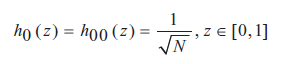 h₀ (z) = h₀₀ (z) = 1/√N , z ∈ [0,1]